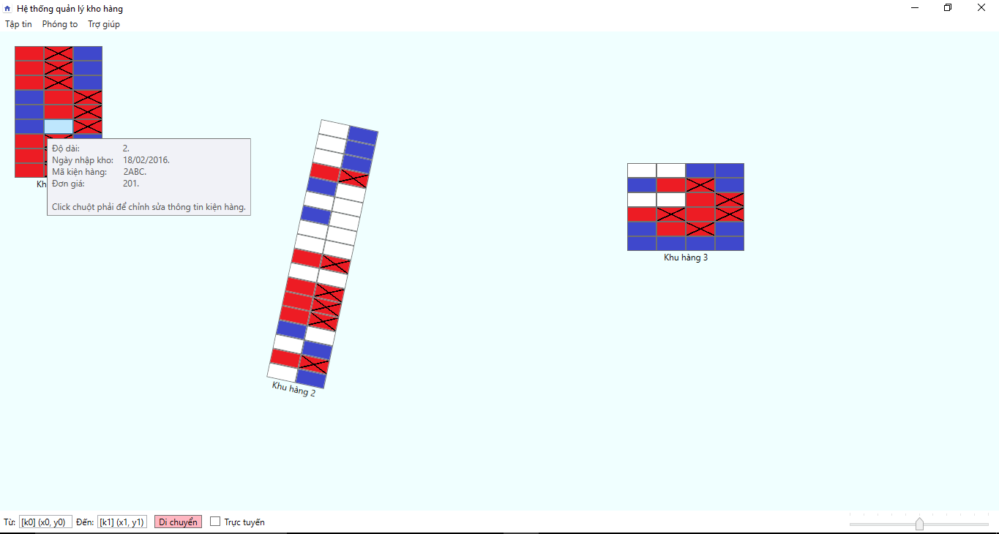 Hệ thống quản lý kho hàng
Tập tin Phóng to Trợ giúp
Độ dài: 2.
Ngày nhập kho: 18/02/2016.
Mã kiện hàng: 2ABC.
Đơn giá: 201.
Click chuột phải để chỉnh sửa thông tin kiện hàng.
Khu hàng 3
Khu hàng 2
Từ: [k0] (x0, y0) Đến: [k1] (x1, y1) Di chuyển Trực tuyến